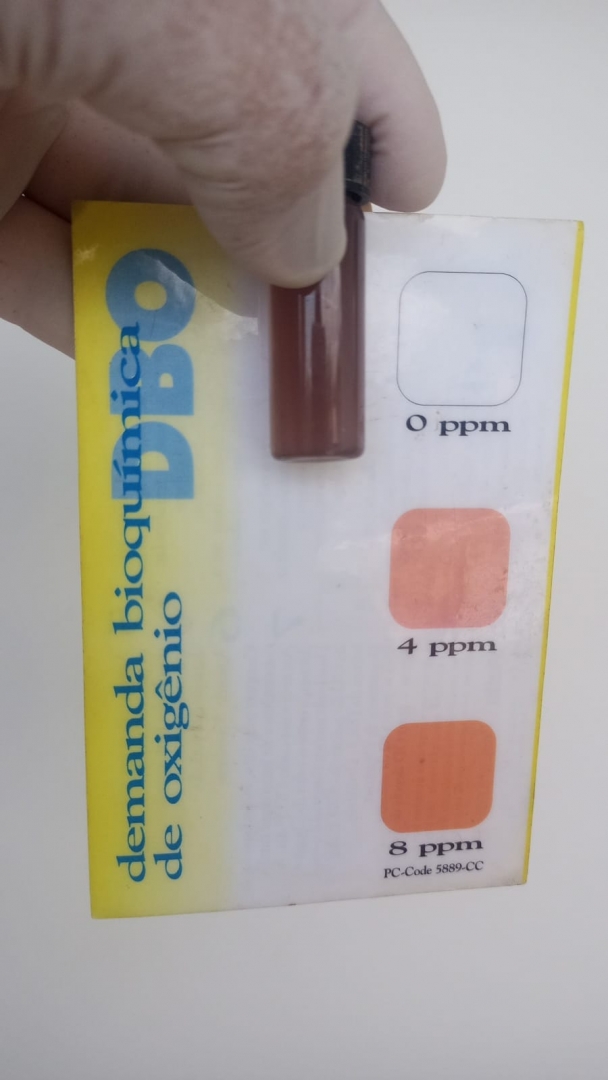 DBO
demanda bioquímica
de oxigênio
0 ppm
4 ppm
8 ppm
PC-Code 5889-CC